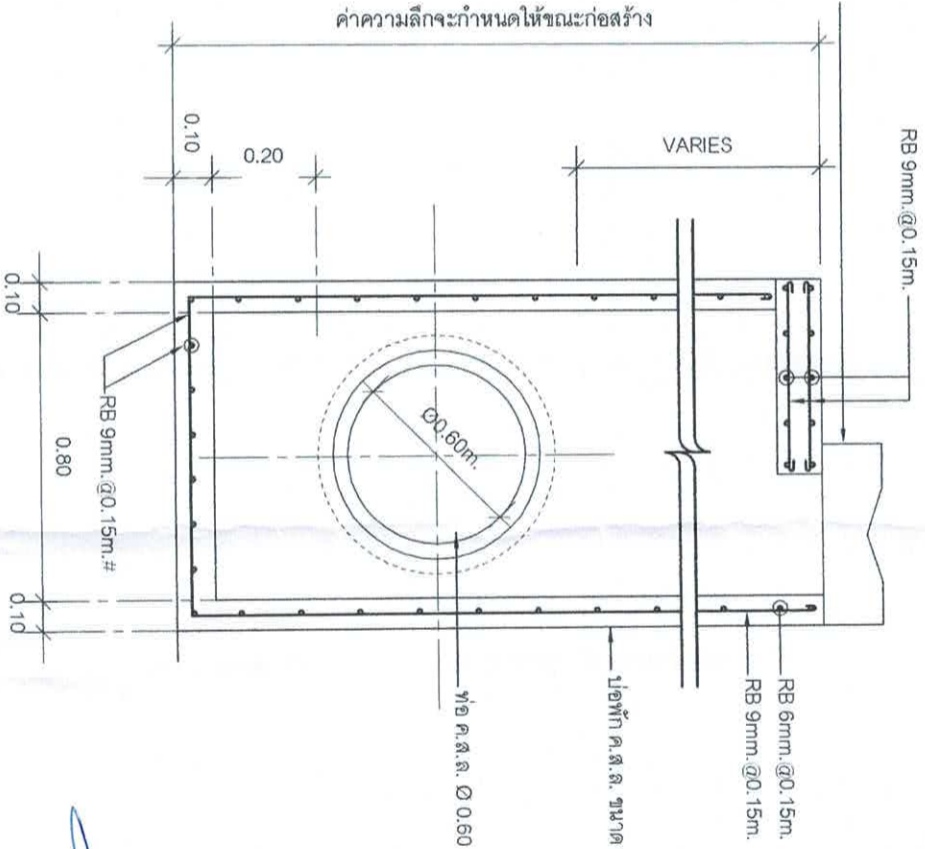 ค่าความลึกจะกำหนดให้ขณะก่อสร้าง
RB 9mm.@0.15m.
VARIES
0.20
0.10
0.10
0.80
0.10
RB 9mm.@0.15m.#
Ø0.60m.
ท่อ ค.ส.ล. Ø 0.60
บ่อพัก ค.ส.ล. ขนาด
RB 9mm.@0.15m.
RB 6mm.@0.15m.